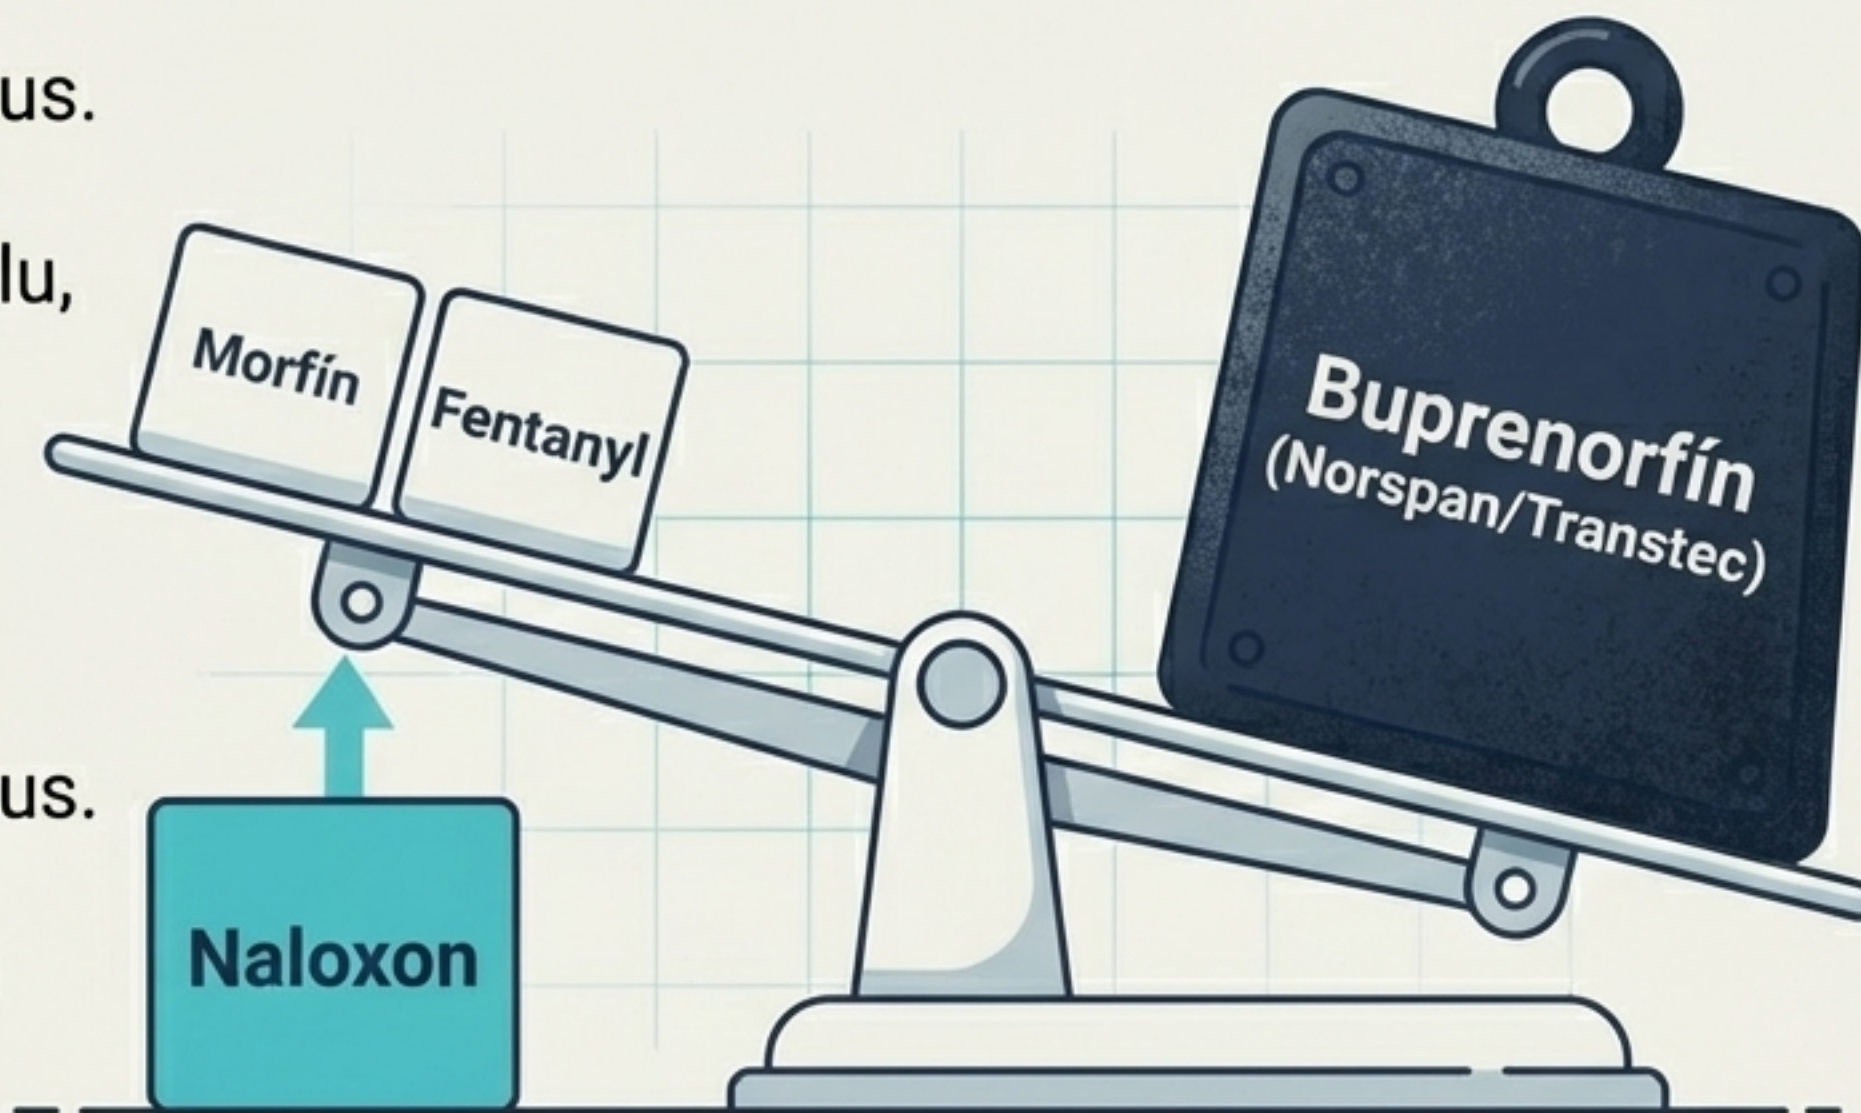 us.
lu,
us.
Morfín
Fentanyl
Buprenorfín
(Norspan/Transtec)
Naloxon